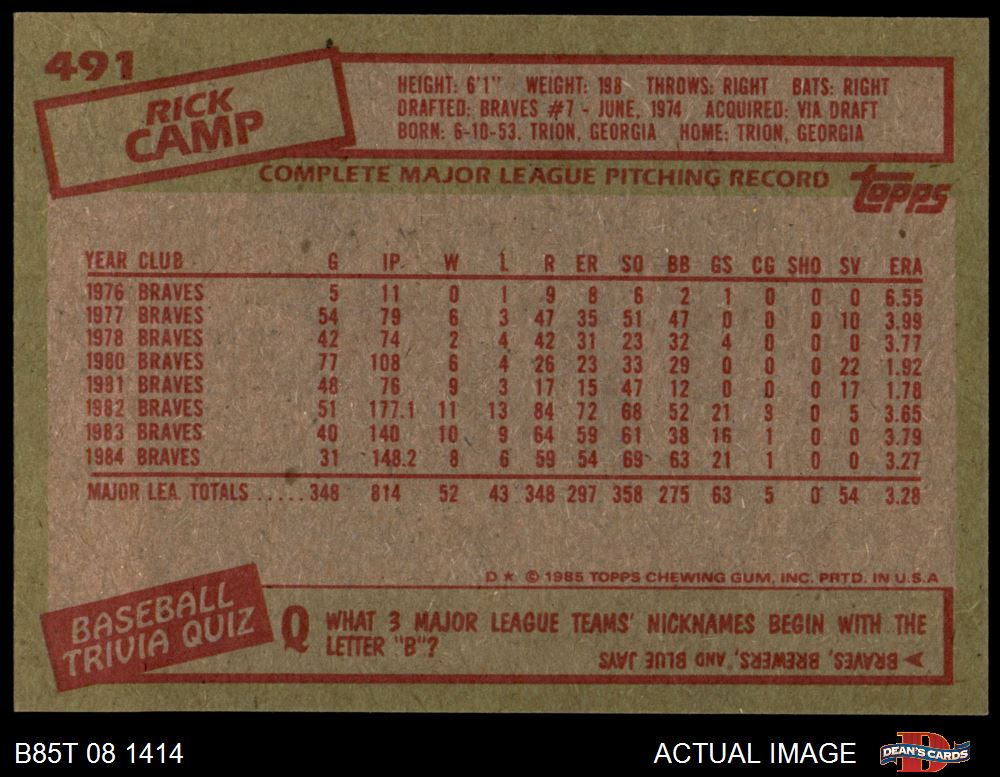 491
RICK
CAMP
HEIGHT: 6'1" WEIGHT: 198 THROWS: RIGHT BATS: RIGHT
DRAFTED: BRAVES #7 - JUNE, 1974 ACQUIRED: VIA DRAFT
BORN: 6-10-53, TRION, GEORGIA HOME: TRION, GEORGIA
COMPLETE MAJOR LEAGUE PITCHING RECORD
topps
YEAR CLUB G IP W L R ER SO BB GS CG SHO SV ERA
1976 BRAVES 5 11 0 1 9 8 6 2 1 0 0 0 6.55
1977 BRAVES 54 79 6 3 47 35 51 47 0 0 0 10 3.99
1978 BRAVES 42 74 2 4 42 31 23 32 4 0 0 0 3.77
1980 BRAVES 77 108 6 4 26 23 33 29 0 0 0 22 1.92
1981 BRAVES 48 76 9 3 17 15 47 12 0 0 0 17 1.78
1982 BRAVES 51 177.1 11 13 84 72 68 52 21 3 0 5 3.65
1983 BRAVES 40 140 10 9 64 59 61 38 16 1 0 0 3.79
1984 BRAVES 31 148.2 8 6 59 54 69 63 21 1 0 0 3.27
MAJOR LEA. TOTALS .....348 814 52 43 348 297 358 275 63 5 0 54 3.28
D★ © 1985 TOPPS CHEWING GUM, INC. PRTD. IN U.S.A
BASEBALL
TRIVIA QUIZ
Q WHAT 3 MAJOR LEAGUE TEAMS' NICKNAMES BEGIN WITH THE
LETTER "B"?
BRAVES, BREWERS, AND BLUE JAYS
B85T 08 1414
ACTUAL IMAGE
DEAN'S CARDS